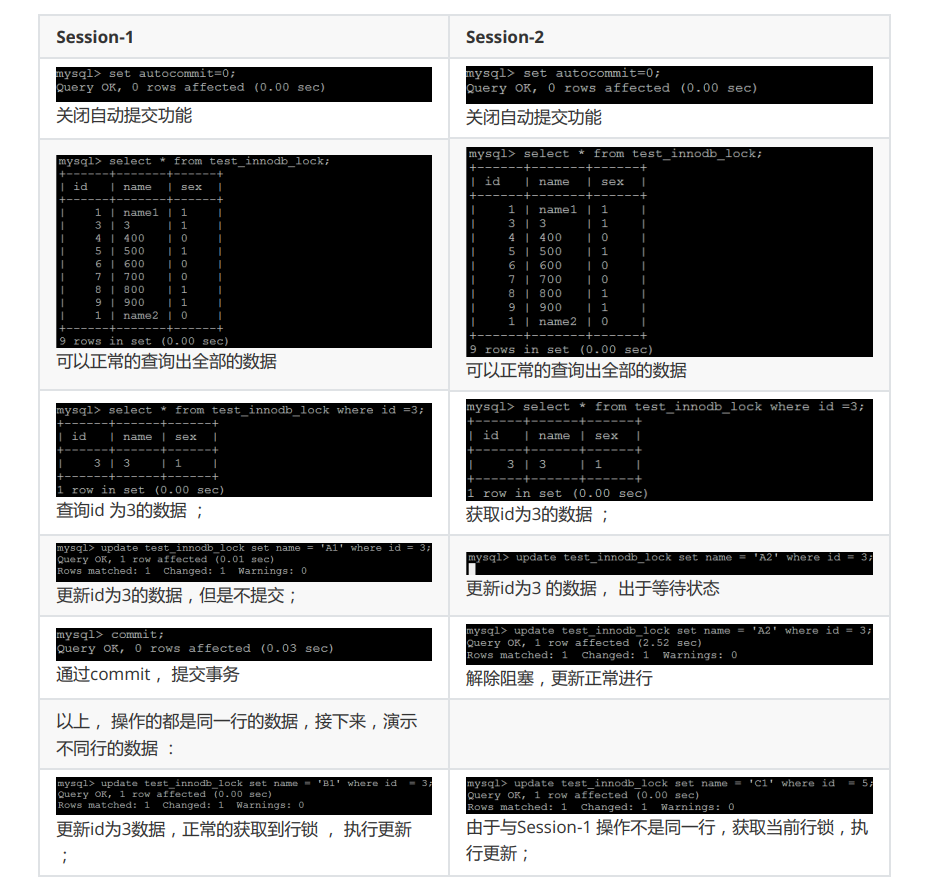 Session-1
Session-2
mysql> set autocommit=0;
Query OK, 0 rows affected (0.00 sec)
关闭自动提交功能
mysql> set autocommit=0;
Query OK, 0 rows affected (0.00 sec)
关闭自动提交功能
mysql> select * from test_innodb_lock;
+------+-------+------+
| id | name | sex |
+------+-------+------+
| 1 | name1 | 1 |
| 3 | 3 | 1 |
| 4 | 400 | 0 |
| 5 | 500 | 1 |
| 6 | 600 | 0 |
| 7 | 700 | 0 |
| 8 | 800 | 1 |
| 9 | 900 | 1 |
| 1 | name2 | 0 |
+------+-------+------+
9 rows in set (0.00 sec)
可以正常的查询出全部的数据
mysql> select * from test_innodb_lock;
+------+-------+------+
| id | name | sex |
+------+-------+------+
| 1 | name1 | 1 |
| 3 | 3 | 1 |
| 4 | 400 | 0 |
| 5 | 500 | 1 |
| 6 | 600 | 0 |
| 7 | 700 | 0 |
| 8 | 800 | 1 |
| 9 | 900 | 1 |
| 1 | name2 | 0 |
+------+-------+------+
9 rows in set (0.00 sec)
可以正常的查询出全部的数据
mysql> select * from test_innodb_lock where id =3;
+------+------+------+
| id | name | sex |
+------+------+------+
| 3 | 3 | 1 |
+------+------+------+
1 row in set (0.00 sec)
查询id 为3的数据 ；
mysql> select * from test_innodb_lock where id =3;
+------+------+------+
| id | name | sex |
+------+------+------+
| 3 | 3 | 1 |
+------+------+------+
1 row in set (0.00 sec)
获取id为3的数据 ；
mysql> update test_innodb_lock set name = 'A1' where id = 3;
Query OK, 1 row affected (0.01 sec)
Rows matched: 1 Changed: 1 Warnings: 0
更新id为3的数据，但是不提交；
mysql> update test_innodb_lock set name = 'A2' where id = 3;
更新id为3 的数据， 出于等待状态
mysql> commit;
Query OK, 0 rows affected (0.03 sec)
通过commit， 提交事务
mysql> update test_innodb_lock set name = 'A2' where id = 3;
Query OK, 1 row affected (2.52 sec)
Rows matched: 1 Changed: 1 Warnings: 0
解除阻塞，更新正常进行
以上， 操作的都是同一行的数据，接下来，演示
不同行的数据 ：
mysql> update test_innodb_lock set name = 'B1' where id = 3;
Query OK, 1 row affected (0.00 sec)
Rows matched: 1 Changed: 1 Warnings: 0
更新id为3数据，正常的获取到行锁 ， 执行更新
；
mysql> update test_innodb_lock set name = 'C1' where id = 5;
Query OK, 1 row affected (0.00 sec)
Rows matched: 1 Changed: 1 Warnings: 0
由于与Session-1 操作不是同一行，获取当前行锁，执
行更新；